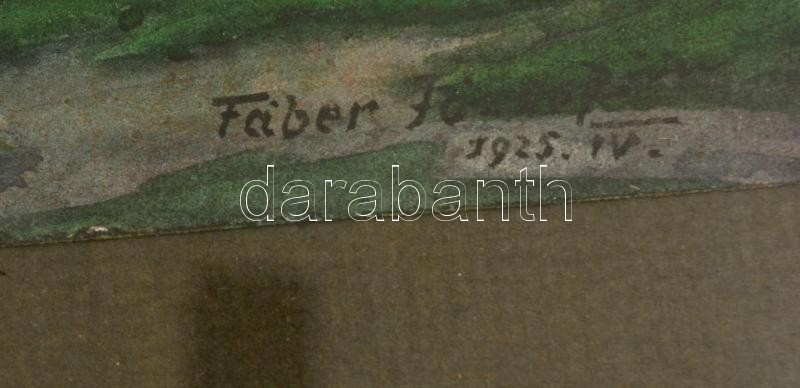 Fáber
1925. IV.
darabanth